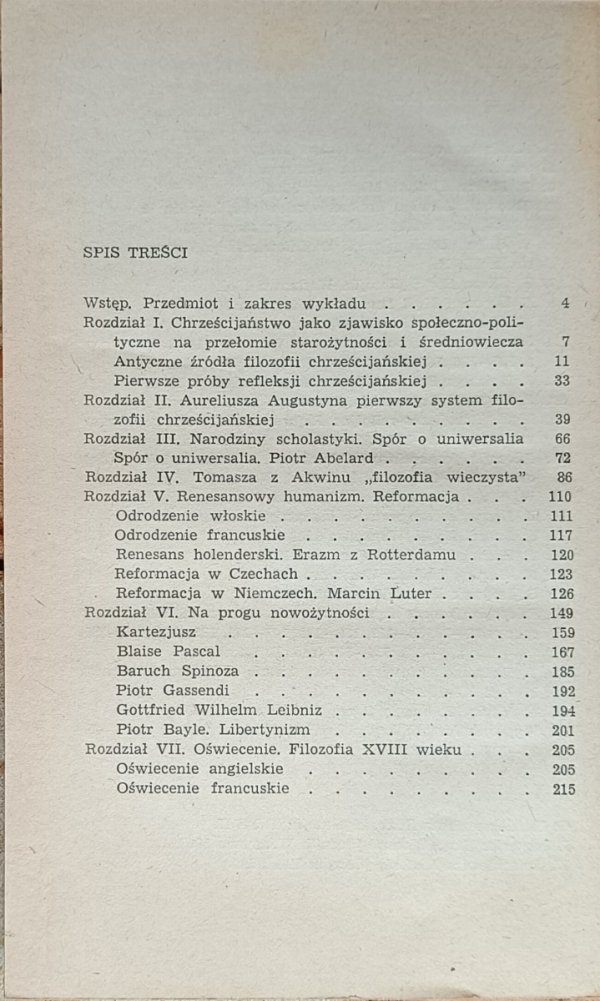 SPIS TREŚCI
Wstęp. Przedmiot i zakres wykładu . . . . . . 4
Rozdział I. Chrześcijaństwo jako zjawisko społeczno-poli-
tyczne na przełomie starożytności i średniowiecza 7
Antyczne źródła filozofii chrześcijańskiej . . . . 11
Pierwsze próby refleksji chrześcijańskiej . . . . 33
Rozdział II. Aureliusza Augustyna pierwszy system filo-
zofii chrześcijańskiej . . . . . . . . . 39
Rozdział III. Narodziny scholastyki. Spór o uniwersalia 66
Spór o uniwersalia. Piotr Abelard . . . . . . 72
Rozdział IV. Tomasza z Akwinu „filozofia wieczysta” 86
Rozdział V. Renesansowy humanizm. Reformacja . . . 110
Odrodzenie włoskie . . . . . . . . . . 111
Odrodzenie francuskie . . . . . . . . . 117
Renesans holenderski. Erazm z Rotterdamu . . . 120
Reformacja w Czechach . . . . . . . . . 123
Reformacja w Niemczech. Marcin Luter . . . . 126
Rozdział VI. Na progu nowożytności . . . . . . 149
Kartezjusz . . . . . . . . . . . . 159
Blaise Pascal . . . . . . . . . . . 167
Baruch Spinoza . . . . . . . . . . . 185
Piotr Gassendi . . . . . . . . . . . 192
Gottfried Wilhelm Leibniz . . . . . . . . 194
Piotr Bayle. Libertynizm . . . . . . . . 201
Rozdział VII. Oświecenie. Filozofia XVIII wieku . . . 205
Oświecenie angielskie . . . . . . . . . 205
Oświecenie francuskie . . . . . . . . . 215